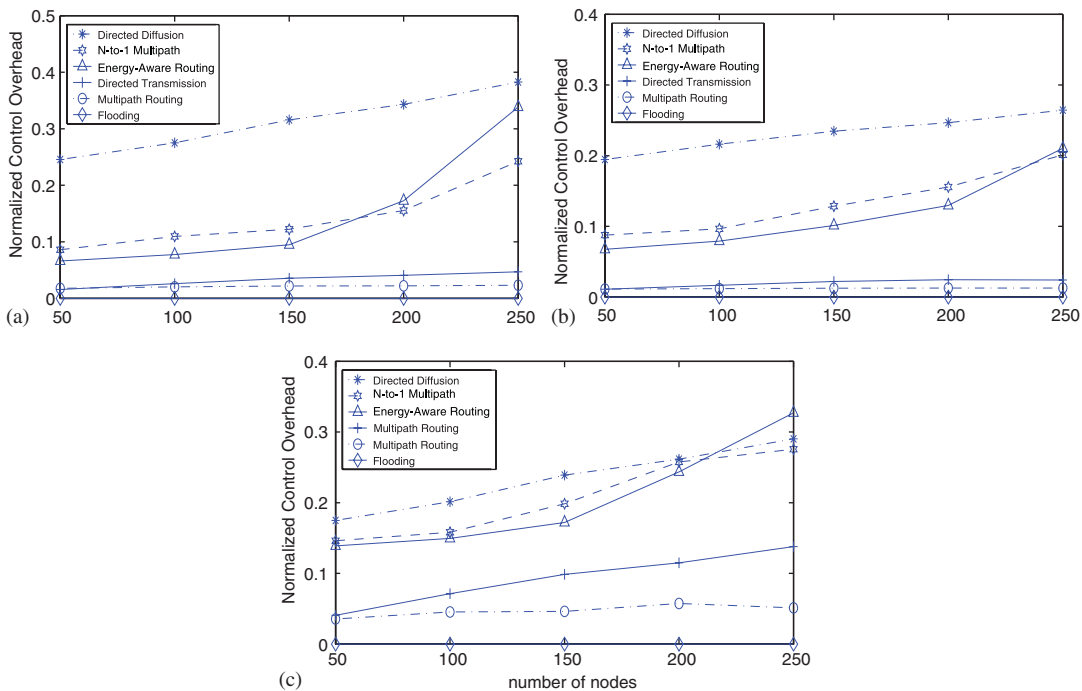 0.5
0.4
0.3
0.2
0.1
0
Normalized Control Overhead
Directed Diffusion
N-to-1 Multipath
Energy-Aware Routing
Directed Transmission
Multipath Routing
Flooding
50 100 150 200 250
(a)
0.4
0.3
0.2
0.1
0
Normalized Control Overhead
Directed Diffusion
N-to-1 Multipath
Energy-Aware Routing
Directed Transmission
Multipath Routing
Flooding
50 100 150 200 250
(b)
0.4
0.3
0.2
0.1
0
Normalized Control Overhead
Directed Diffusion
N-to-1 Multipath
Energy-Aware Routing
Multipath Routing
Multipath Routing
Flooding
50 100 150 200 250
(c)
number of nodes